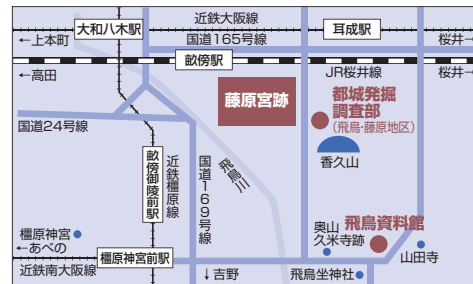 近鉄大阪線
大和八木駅
耳成駅
←上本町
国道165号線
桜井→
畝傍駅
←高田
JR桜井線
桜井→
藤原宮跡
都城発掘
調査部
(飛鳥・藤原地区)
国道24号線
香久山
畝傍御陵前駅
近鉄橿原線
国道169号線
飛鳥川
橿原神宮
←あべの
奥山
久米寺跡
飛鳥資料館
山田寺
橿原神宮前駅
近鉄南大阪線
↓吉野
飛鳥坐神社